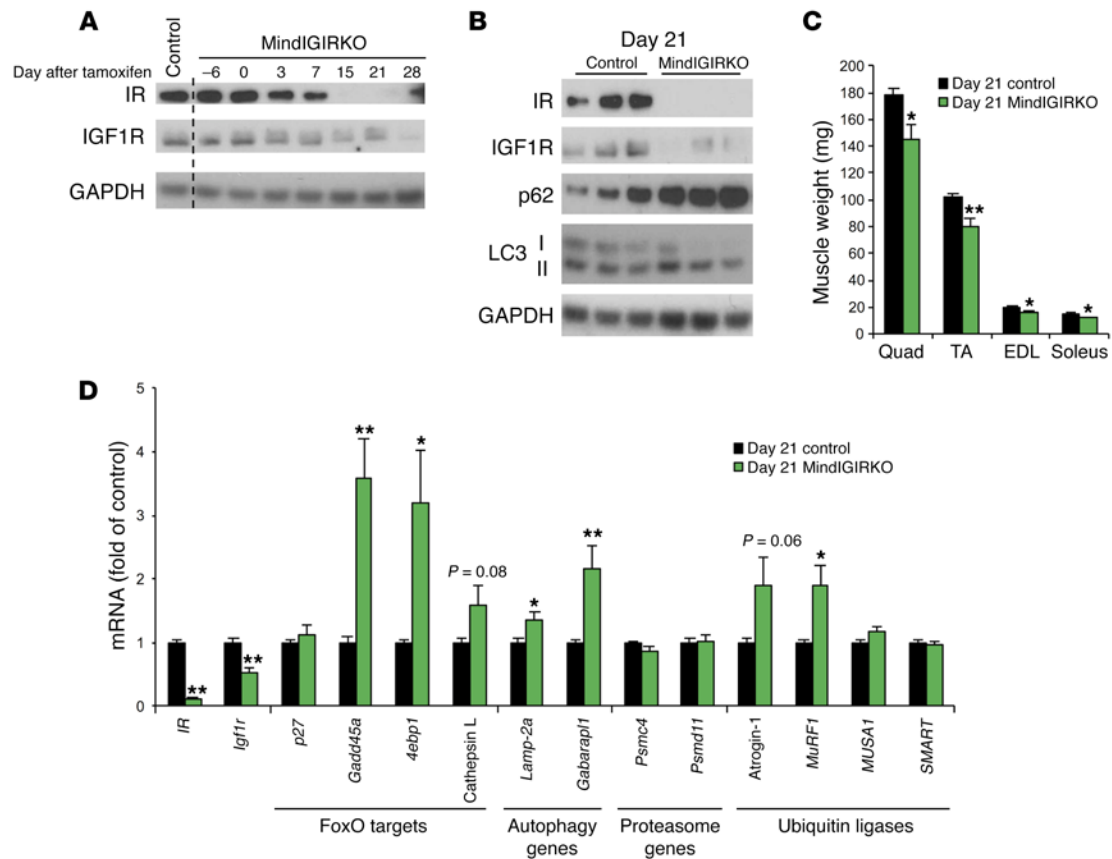 A
Control
MindIGIRKO
Day after tamoxifen –6 0 3 7 15 21 28
IR
IGF1R
GAPDH
B
Day 21
Control MindIGIRKO
IR
IGF1R
p62
LC3 I
II
GAPDH
C
Muscle weight (mg)
200
180
160
140
120
100
80
60
40
20
0
Day 21 control
Day 21 MindIGIRKO
*
**
*
*
Quad TA EDL Soleus
D
mRNA (fold of control)
5
4
3
2
1
0
Day 21 control
Day 21 MindIGIRKO
**
**
**
*
P = 0.08
*
**
P = 0.06
*
IR
Igf1r
p27
Gadd45a
4ebp1
Cathepsin L
Lamp-2a
Gabarapl1
Psmc4
Psmd11
Atrogin-1
MuRF1
MUSA1
SMART
FoxO targets
Autophagy
genes
Proteasome
genes
Ubiquitin ligases